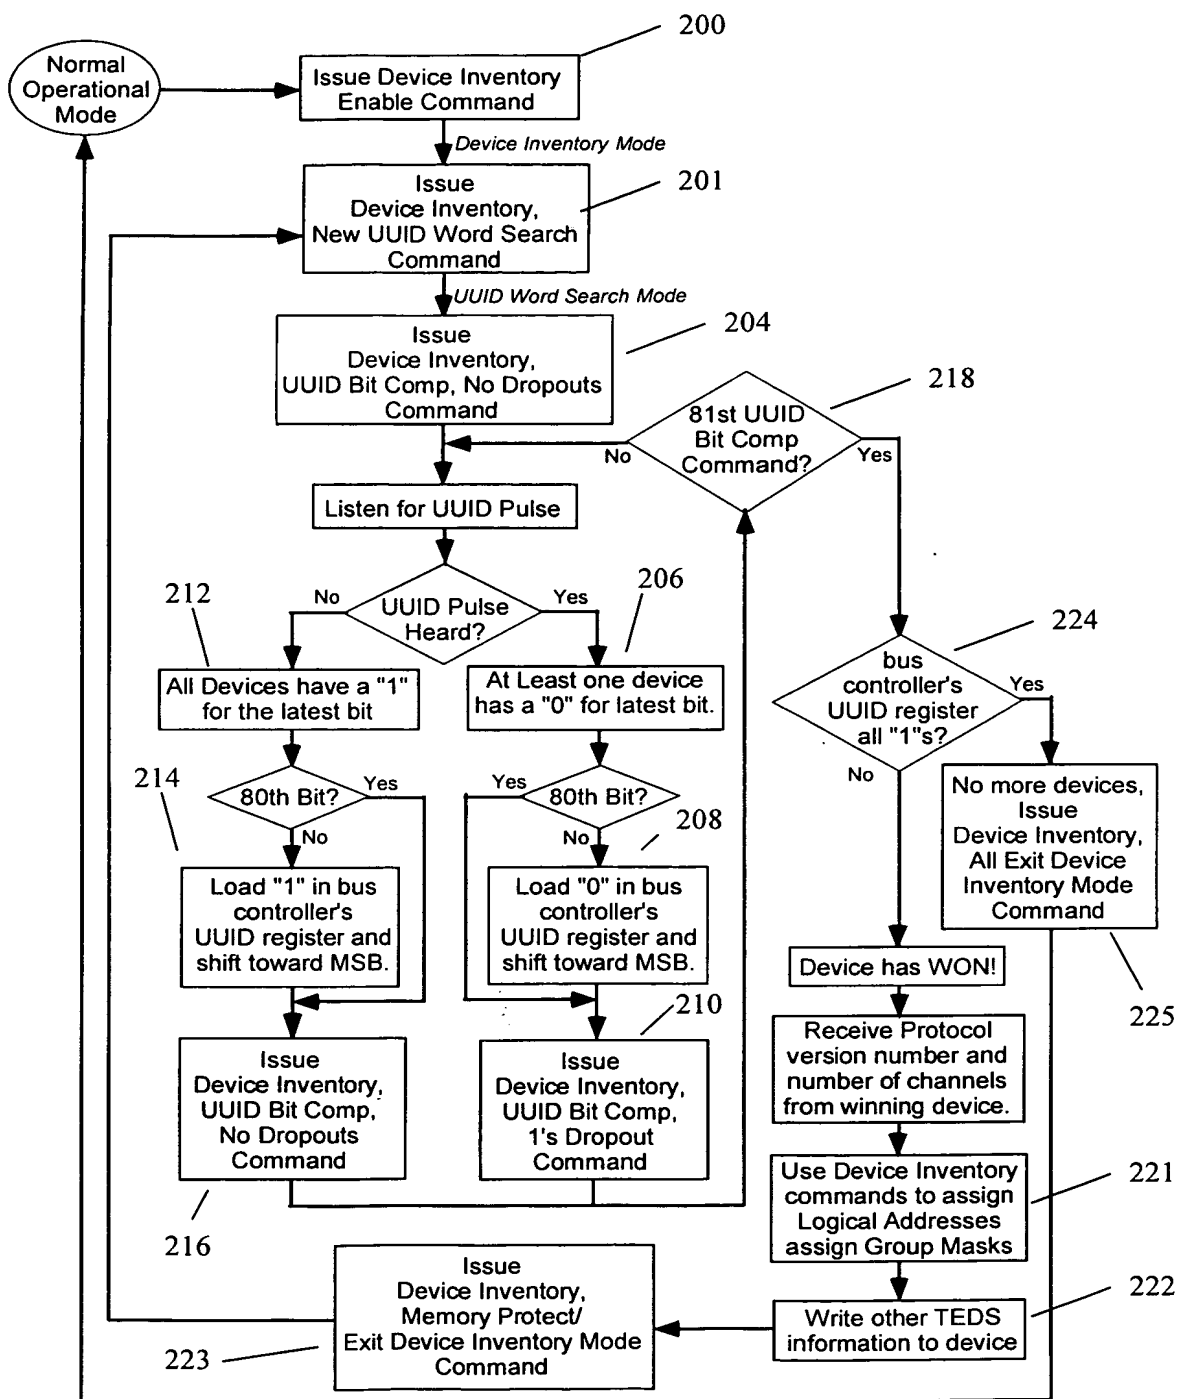 200
Normal
Operational
Mode
Issue Device Inventory
Enable Command
Device Inventory Mode
201
Issue
Device Inventory,
New UUID Word Search
Command
UUID Word Search Mode
204
Issue
Device Inventory,
UUID Bit Comp, No Dropouts
Command
218
81st UUID
Bit Comp
Command?
No
Yes
Listen for UUID Pulse
212
206
No
UUID Pulse
Heard?
Yes
224
All Devices have a "1"
for the latest bit
At Least one device
has a "0" for latest bit.
bus
controller's
UUID register
all "1"s?
Yes
No
214
80th Bit?
Yes
No
Yes
80th Bit?
No
208
No more devices,
Issue
Device Inventory,
All Exit Device
Inventory Mode
Command
225
Load "1" in bus
controller's
UUID register and
shift toward MSB.
Load "0" in bus
controller's
UUID register and
shift toward MSB.
210
Device has WON!
Receive Protocol
version number and
number of channels
from winning device.
Issue
Device Inventory,
UUID Bit Comp,
No Dropouts
Command
216
Issue
Device Inventory,
UUID Bit Comp,
1's Dropout
Command
Use Device Inventory
commands to assign
Logical Addresses
assign Group Masks
221
Write other TEDS
information to device
222
Issue
Device Inventory,
Memory Protect/
Exit Device Inventory Mode
Command
223